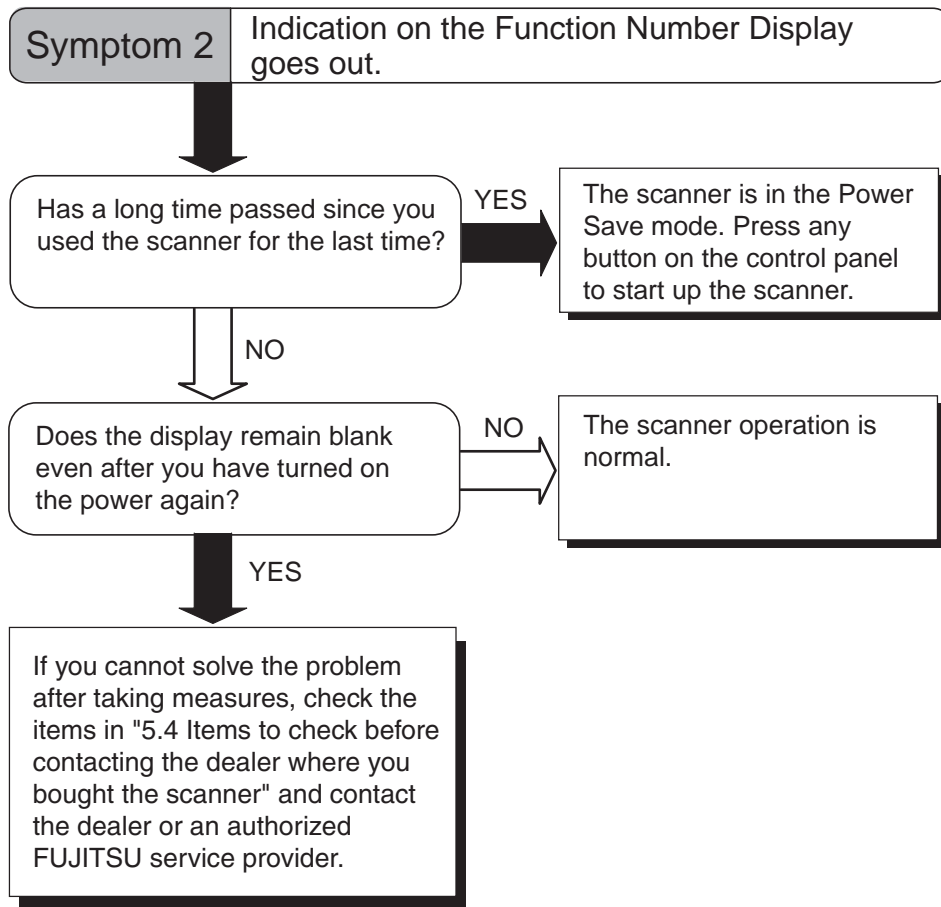 Symptom 2
Indication on the Function Number Display
goes out.
Has a long time passed since you
used the scanner for the last time?
YES
The scanner is in the Power
Save mode. Press any
button on the control panel
to start up the scanner.
NO
Does the display remain blank
even after you have turned on
the power again?
NO
The scanner operation is
normal.
YES
If you cannot solve the problem
after taking measures, check the
items in "5.4 Items to check before
contacting the dealer where you
bought the scanner" and contact
the dealer or an authorized
FUJITSU service provider.